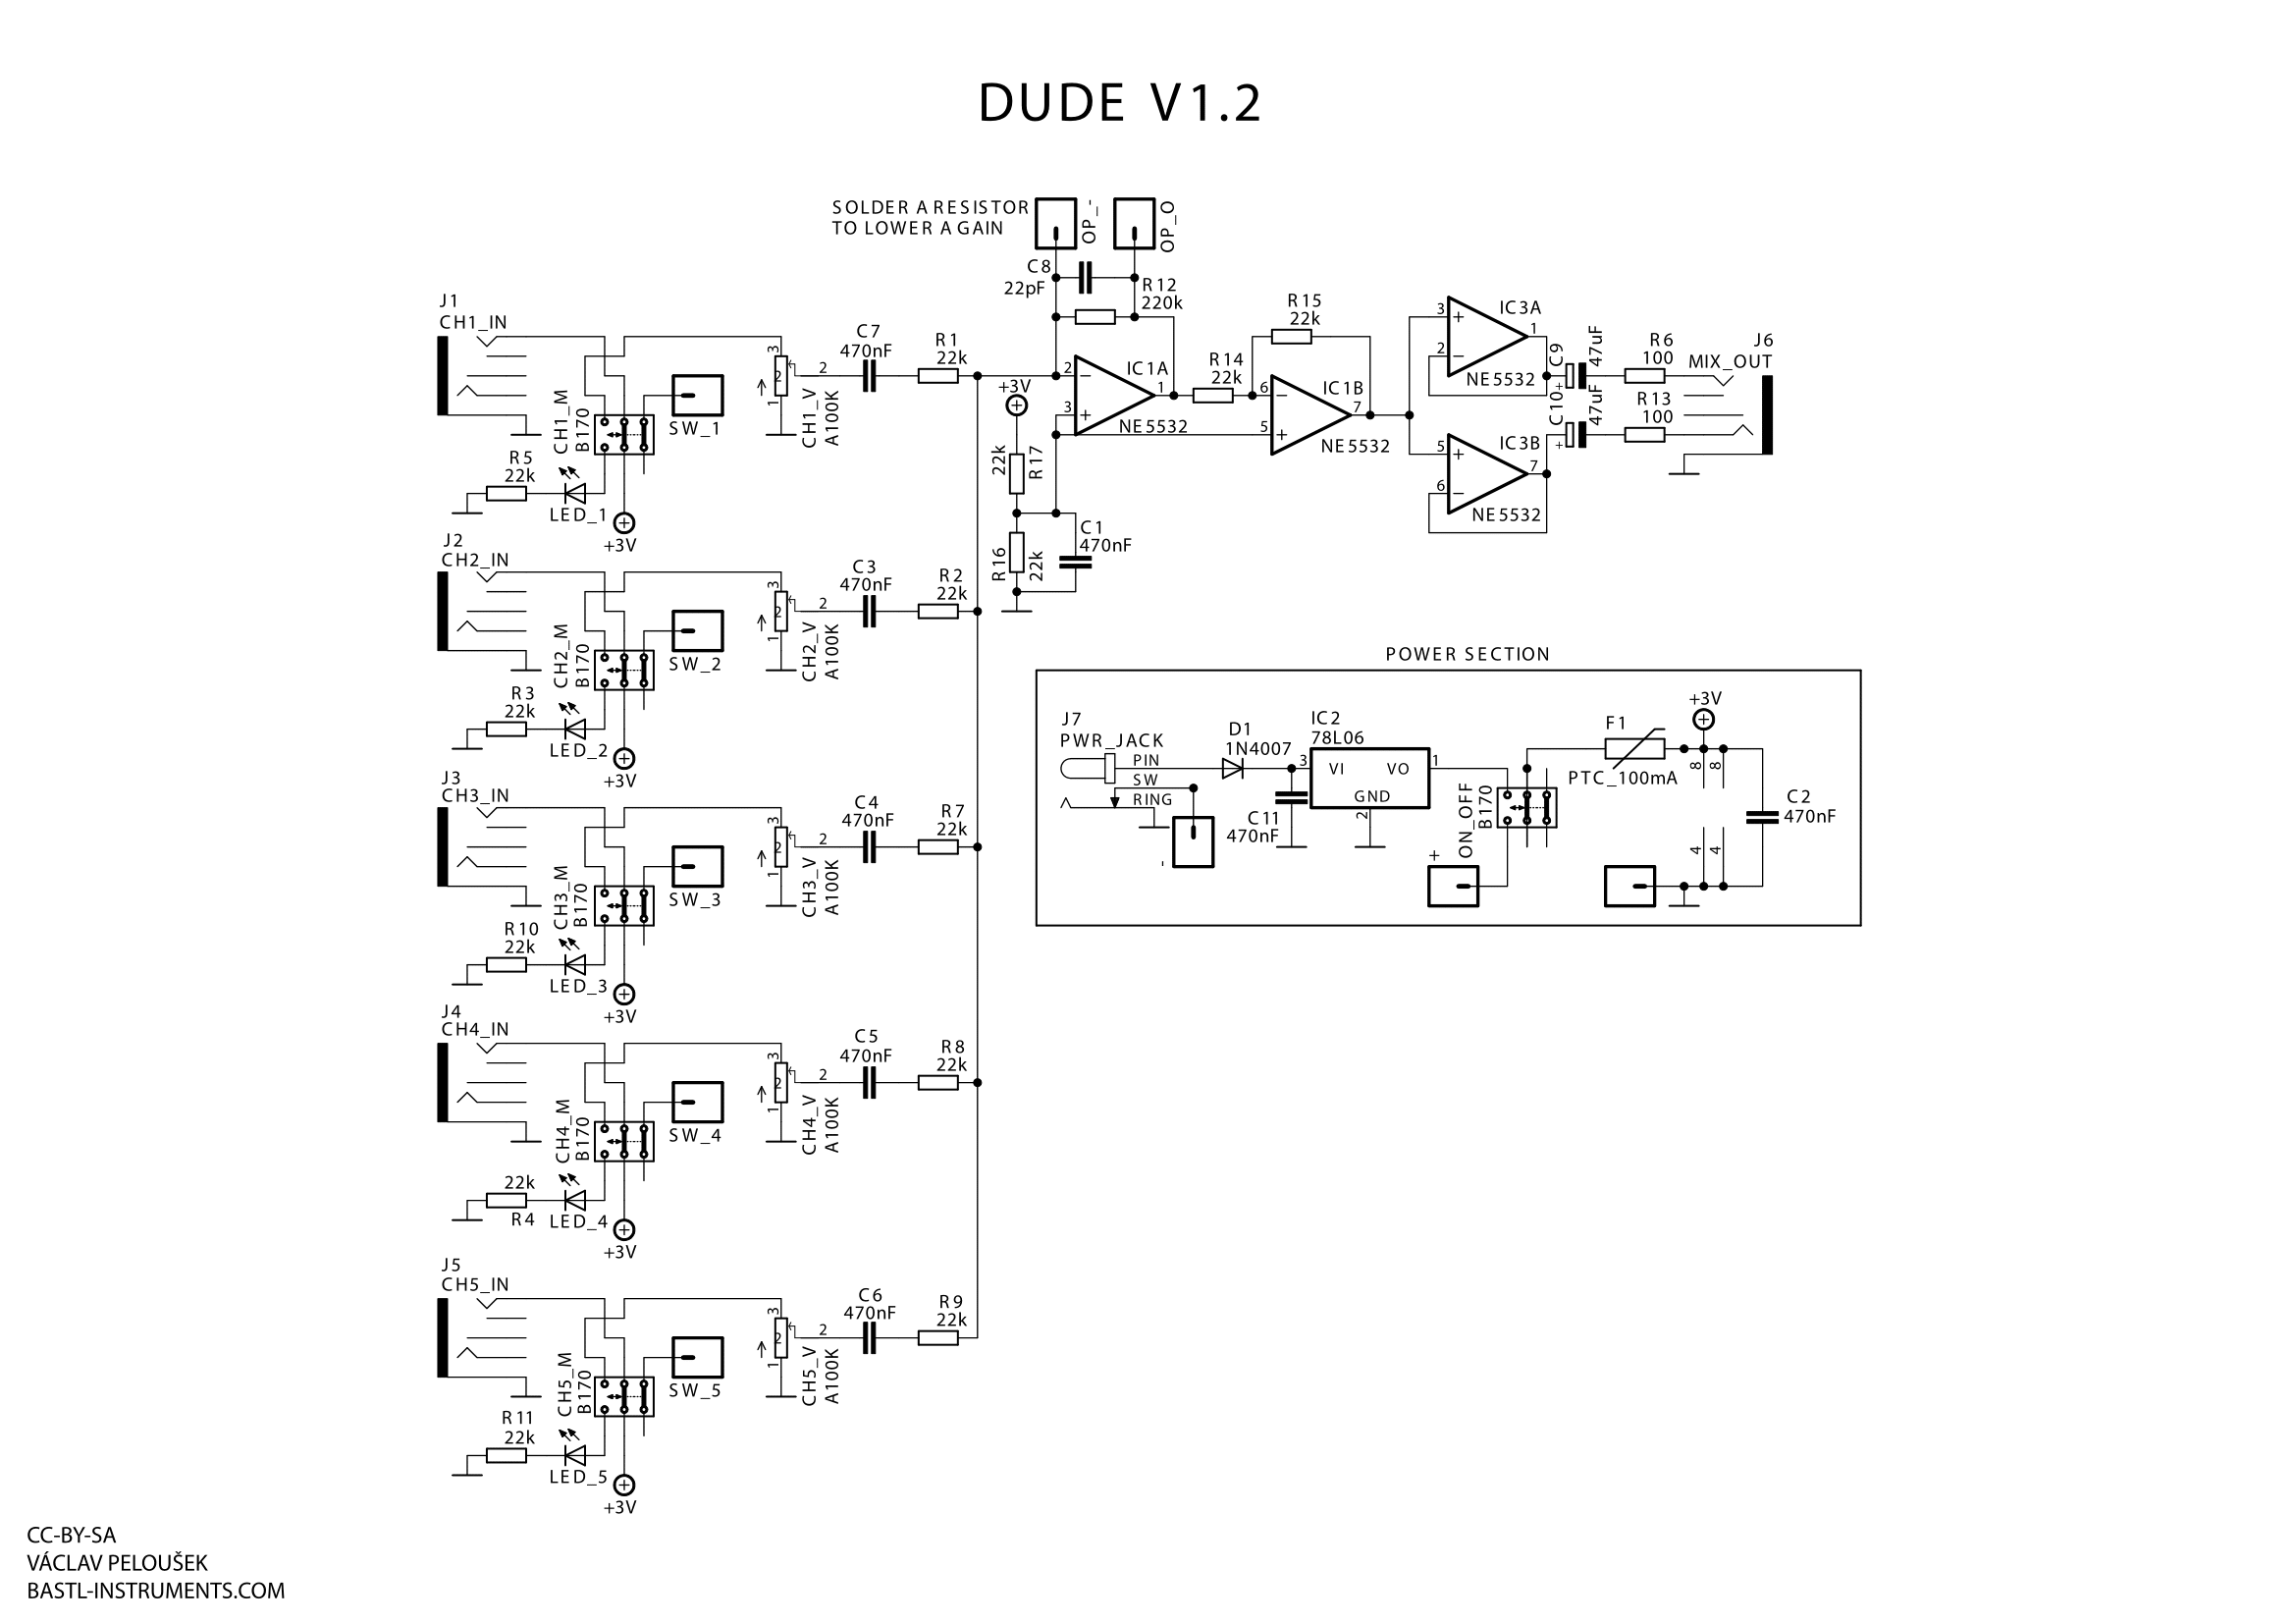 DUDE V1.2
SOLDER A RESISTOR
TO LOWER A GAIN
OP_-
OP_O
C8
22pF
R12
220k
J1
CH1_IN
CH1_M
B170
SW_1
R5
22k
LED_1
+3V
3
2
1
2
CH1_V
A100K
C7
470nF
R1
22k
+3V
22k
R17
R16
22k
C1
470nF
2
3
1
IC1A
NE5532
R14
22k
R15
22k
6
5
7
IC1B
NE5532
3
2
1
IC3A
NE5532
5
6
7
IC3B
NE5532
C9
47uF
C10
47uF
+
+
R6
100
R13
100
J6
MIX_OUT
J2
CH2_IN
CH2_M
B170
SW_2
R3
22k
LED_2
+3V
3
2
1
2
CH2_V
A100K
C3
470nF
R2
22k
J3
CH3_IN
CH3_M
B170
SW_3
R10
22k
LED_3
+3V
3
2
1
2
CH3_V
A100K
C4
470nF
R7
22k
J4
CH4_IN
CH4_M
B170
SW_4
22k
R4
LED_4
+3V
3
2
1
2
CH4_V
A100K
C5
470nF
R8
22k
J5
CH5_IN
CH5_M
B170
SW_5
R11
22k
LED_5
+3V
3
2
1
2
CH5_V
A100K
C6
470nF
R9
22k
POWER SECTION
J7
PWR_JACK
PIN
SW
RING
-
D1
1N4007
C11
470nF
IC2
78L06
3
VI
VO
1
GND
2
ON_OFF
B170
+
F1
PTC_100mA
+3V
8
8
4
4
C2
470nF
CC-BY-SA
VÁCLAV PELOUŠEK
BASTL-INSTRUMENTS.COM